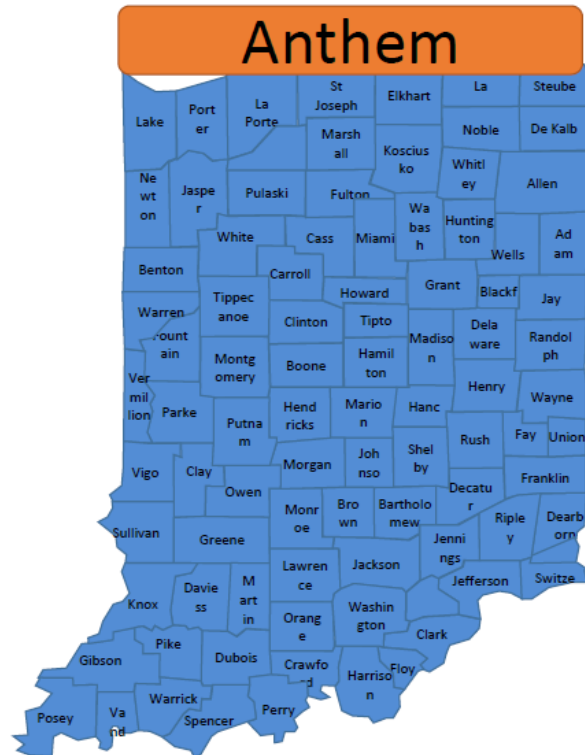 Anthem
St
Joseph
Elkhart
La
Steube
Lake
Port
er
La
Porte
Marsh
all
Noble
De Kalb
Koscius
ko
Whitl
ey
Allen
Ne
wt
on
Jaspe
r
Pulaski
Fulton
Wa
bas
h
Hunting
ton
White
Cass
Miami
Wells
Ad
am
Benton
Carroll
Grant
Blackf
Jay
Warren
Tippec
anoe
Howard
Clinton
Tipto
Madiso
n
Dela
ware
Randol
ph
ount
ain
Montg
omery
Boone
Hamil
ton
Henry
Wayne
Ver
mil
lion
Parke
Putna
m
Hend
ricks
Mario
n
Hanc
Rush
Fay
Union
Vigo
Clay
Morgan
Joh
nso
Shel
by
Franklin
Owen
Decatu
r
Sullivan
Greene
Monr
oe
Bro
wn
Bartholo
mew
Jenni
ngs
Riple
y
Dearb
orn
Knox
Davie
ss
M
art
in
Lawre
nce
Jackson
Jefferson
Switze
Orang
e
Washin
gton
Clark
Gibson
Pike
Dubois
Crawfo
rd
Harriso
n
Floy
Posey
Va
nd
Warrick
Spencer
Perry